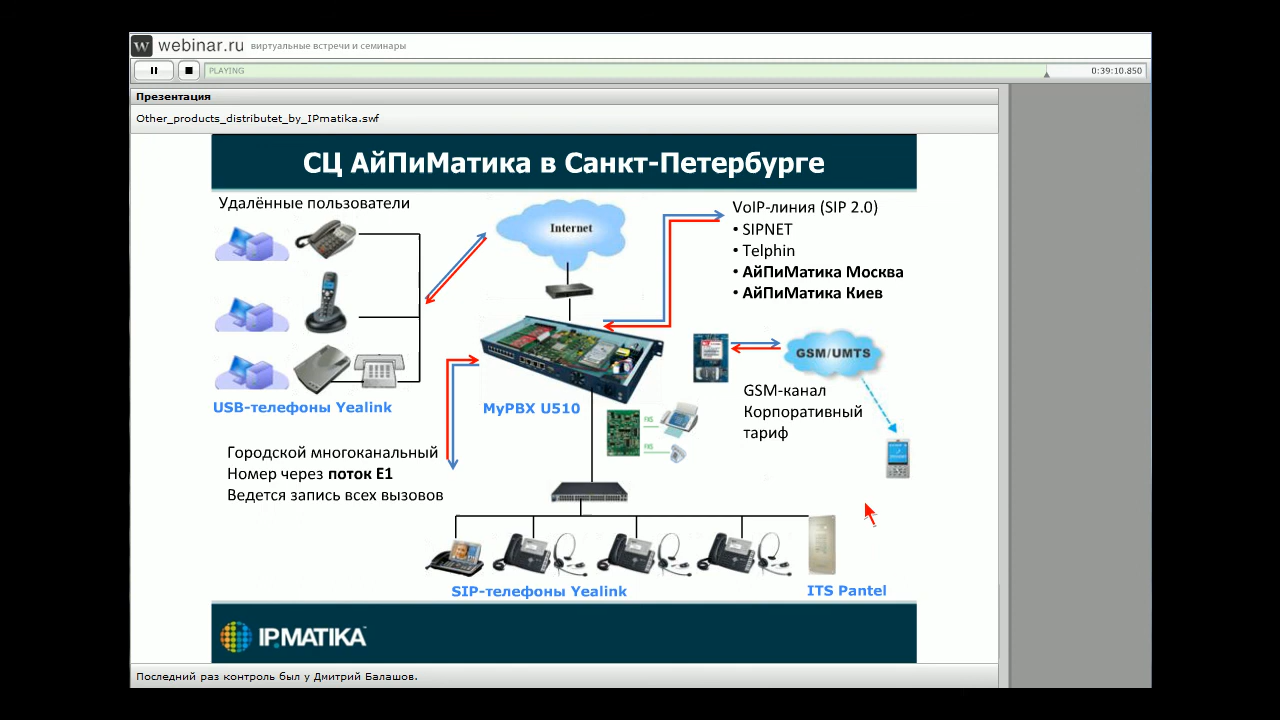 webinar.ru виртуальные встречи и семинары
PLAYING
0:39:10.850
Презентация
Other_products_distributet_by_IPmatika.swf
СЦ АйПиМатика в Санкт-Петербурге
Удалённые пользователи
Internet
VoIP-линия (SIP 2.0)
• SIPNET
• Telphin
• АйПиМатика Москва
• АйПиМатика Киев
GSM/UMTS
USB-телефоны Yealink
MyPBX U510
GSM-канал
Корпоративный
тариф
FXS
FXS
Городской многоканальный
Номер через поток E1
Ведется запись всех вызовов
SIP-телефоны Yealink
ITS Pantel
IPMATIKA
Последний раз контроль был у Дмитрий Балашов.